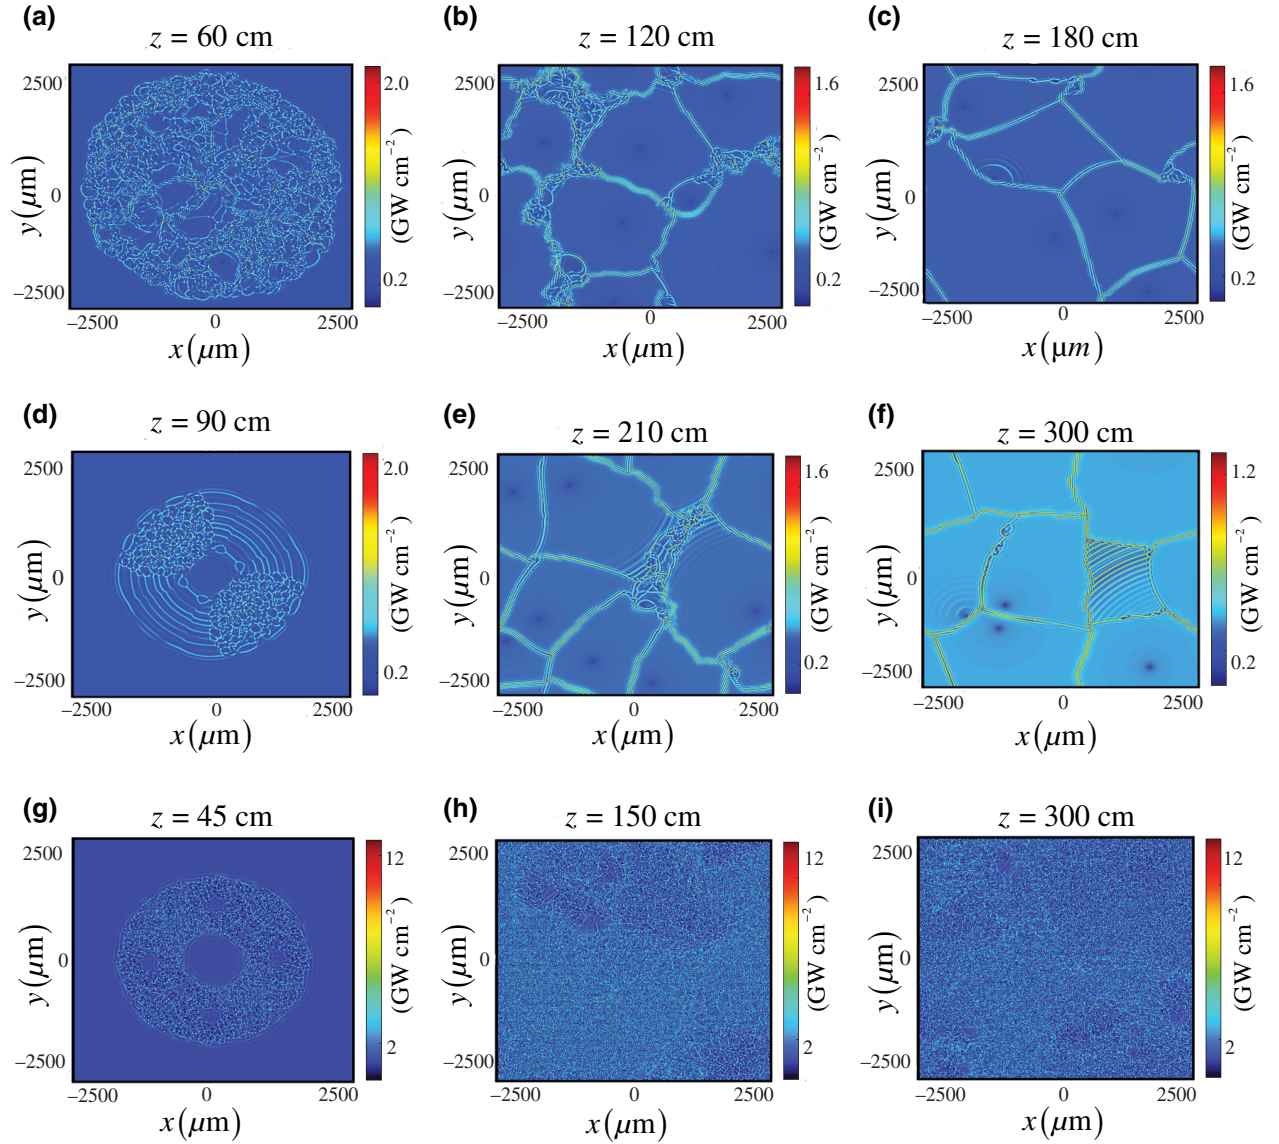 (a)
z = 60 cm
2500
0
−2500
y (μm)
−2500
0
2500
x (μm)
2.0
0.2
(GW cm⁻²)
(b)
z = 120 cm
2500
0
−2500
y (μm)
−2500
0
2500
x (μm)
1.6
0.2
(GW cm⁻²)
(c)
z = 180 cm
2500
0
−2500
y (μm)
−2500
0
2500
x (μm)
1.6
0.2
(GW cm⁻²)
(d)
z = 90 cm
2500
0
−2500
y (μm)
−2500
0
2500
x (μm)
2.0
0.2
(GW cm⁻²)
(e)
z = 210 cm
2500
0
−2500
y (μm)
−2500
0
2500
x (μm)
1.6
0.2
(GW cm⁻²)
(f)
z = 300 cm
2500
0
−2500
y (μm)
−2500
0
2500
x (μm)
1.2
0.2
(GW cm⁻²)
(g)
z = 45 cm
2500
0
−2500
y (μm)
−2500
0
2500
x (μm)
12
2
(GW cm⁻²)
(h)
z = 150 cm
2500
0
−2500
y (μm)
−2500
0
2500
x (μm)
12
2
(GW cm⁻²)
(i)
z = 300 cm
2500
0
−2500
y (μm)
−2500
0
2500
x (μm)
12
2
(GW cm⁻²)